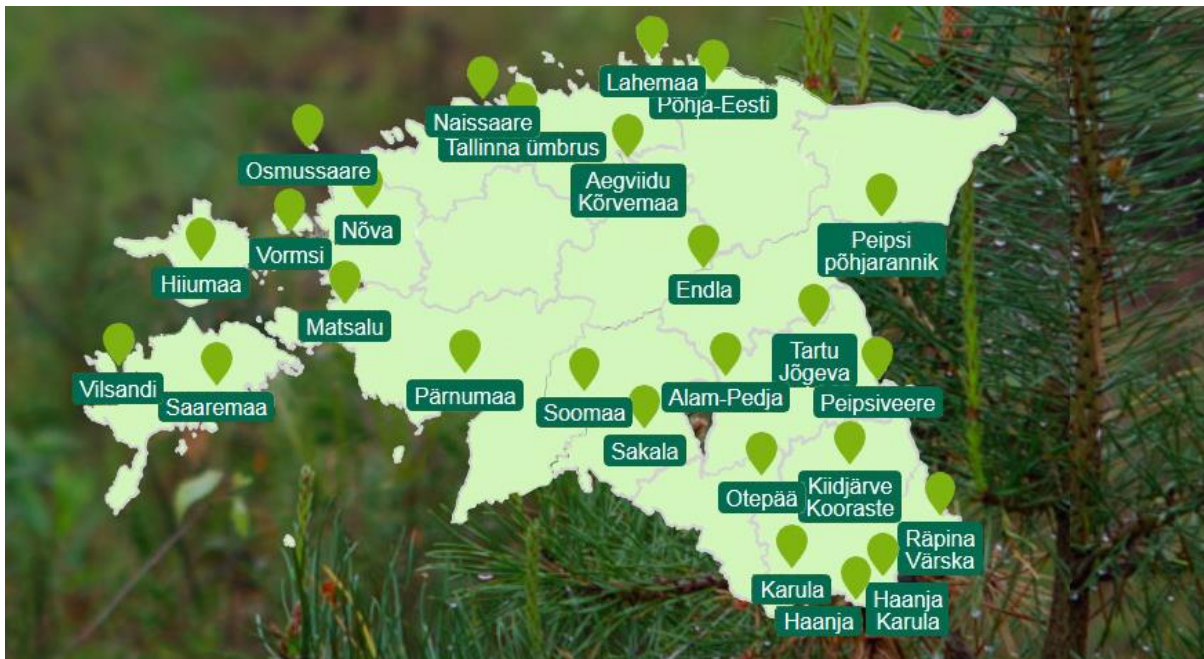 Lahemaa
Põhja-Eesti
Naissaare
Tallinna ümbrus
Osmussaare
Aegviidu
Kõrvemaa
Nõva
Vormsi
Peipsi
põhjarannik
Hiiumaa
Endla
Matsalu
Tartu
Jõgeva
Vilsandi
Saaremaa
Pärnumaa
Soomaa
Alam-Pedja
Peipsiveere
Sakala
Otepää
Kiidjärve
Kooraste
Räpina
Värska
Karula
Haanja
Haanja
Karula